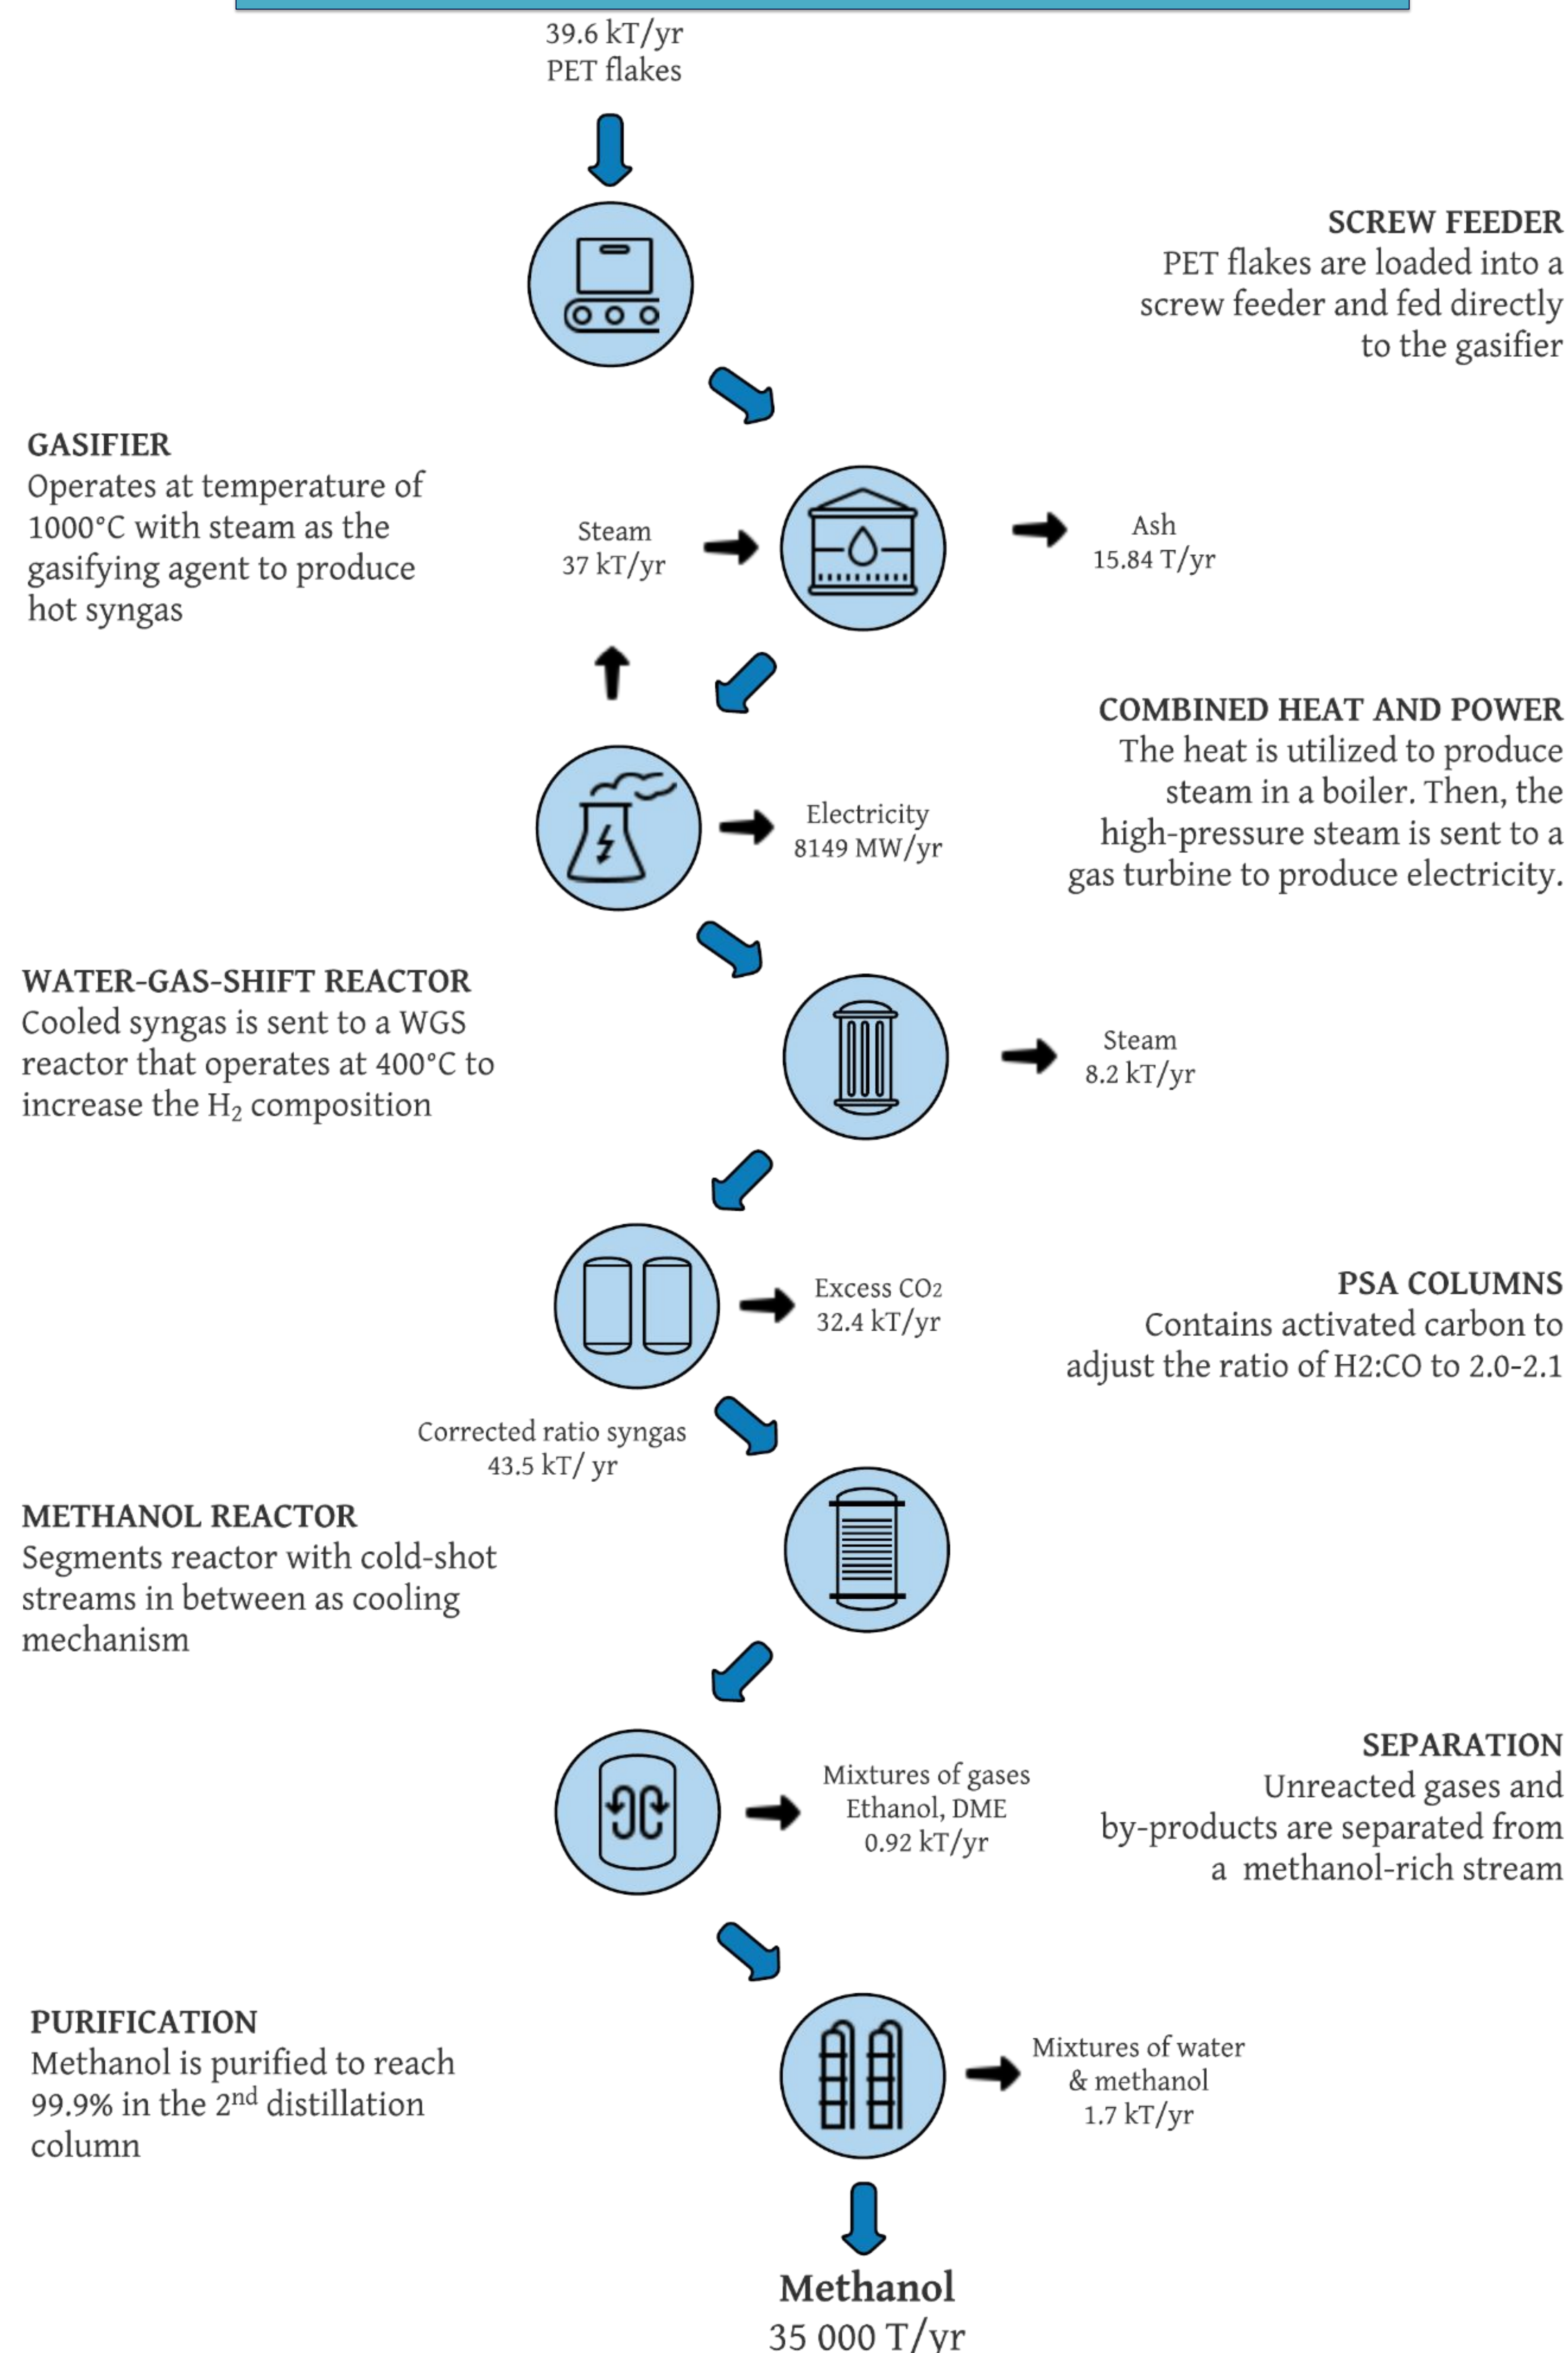 39.6 kT/yr
PET flakes
SCREW FEEDER
PET flakes are loaded into a
screw feeder and fed directly
to the gasifier
GASIFIER
Operates at temperature of
1000°C with steam as the
gasifying agent to produce
hot syngas
Steam
37 kT/yr
Ash
15.84 T/yr
COMBINED HEAT AND POWER
The heat is utilized to produce
steam in a boiler. Then, the
high-pressure steam is sent to a
gas turbine to produce electricity.
Electricity
8149 MW/yr
WATER-GAS-SHIFT REACTOR
Cooled syngas is sent to a WGS
reactor that operates at 400°C to
increase the H₂ composition
Steam
8.2 kT/yr
Excess CO2
32.4 kT/yr
PSA COLUMNS
Contains activated carbon to
adjust the ratio of H2:CO to 2.0-2.1
Corrected ratio syngas
43.5 kT/ yr
METHANOL REACTOR
Segments reactor with cold-shot
streams in between as cooling
mechanism
Mixtures of gases
Ethanol, DME
0.92 kT/yr
SEPARATION
Unreacted gases and
by-products are separated from
a methanol-rich stream
PURIFICATION
Methanol is purified to reach
99.9% in the 2nd distillation
column
Mixtures of water
& methanol
1.7 kT/yr
Methanol
35 000 T/yr